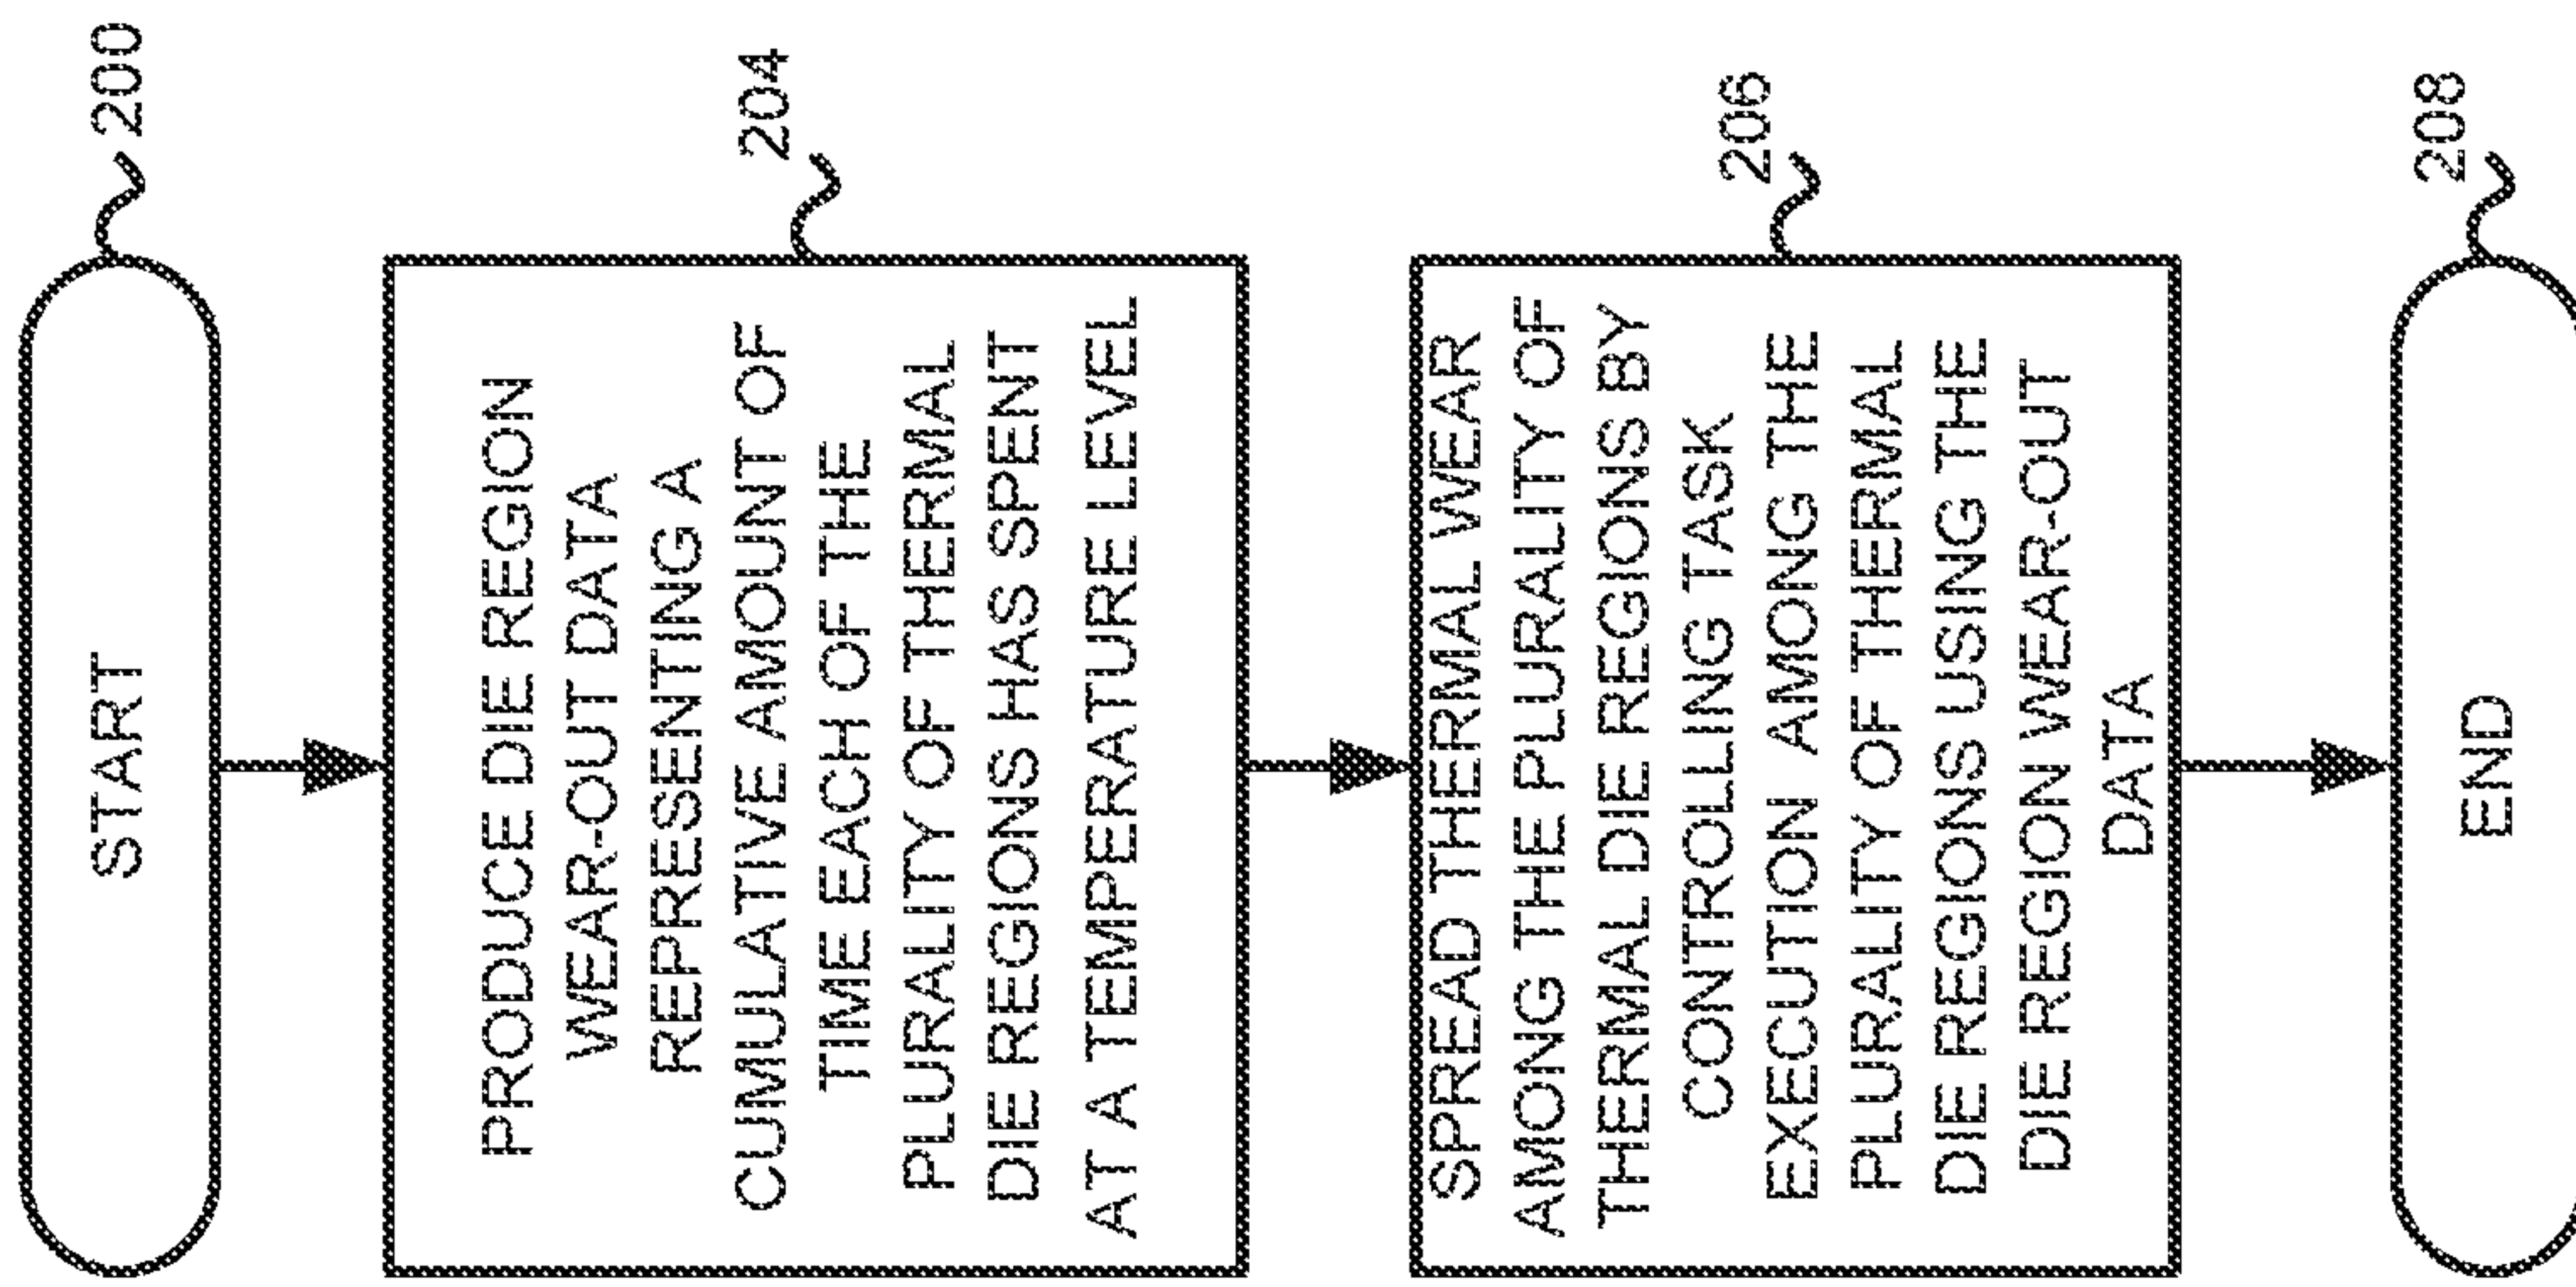 START
200
PRODUCE DIE REGION
WEAR-OUT DATA
REPRESENTING A
CUMULATIVE AMOUNT OF
TIME EACH OF THE
PLURALITY OF THERMAL
DIE REGIONS HAS SPENT
AT A TEMPERATURE LEVEL
204
SPREAD THERMAL WEAR
AMONG THE PLURALITY OF
THERMAL DIE REGIONS BY
CONTROLLING TASK
EXECUTION AMONG THE
PLURALITY OF THERMAL
DIE REGIONS USING THE
DIE REGION WEAR-OUT
DATA
206
END
208